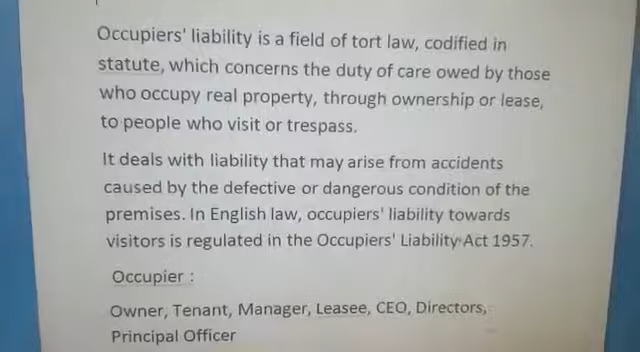 Occupiers' liability is a field of tort law, codified in
statute, which concerns the duty of care owed by those
who occupy real property, through ownership or lease,
to people who visit or trespass.
It deals with liability that may arise from accidents
caused by the defective or dangerous condition of the
premises. In English law, occupiers' liability towards
visitors is regulated in the Occupiers' Liability Act 1957.
Occupier :
Owner, Tenant, Manager, Leasee, CEO, Directors,
Principal Officer